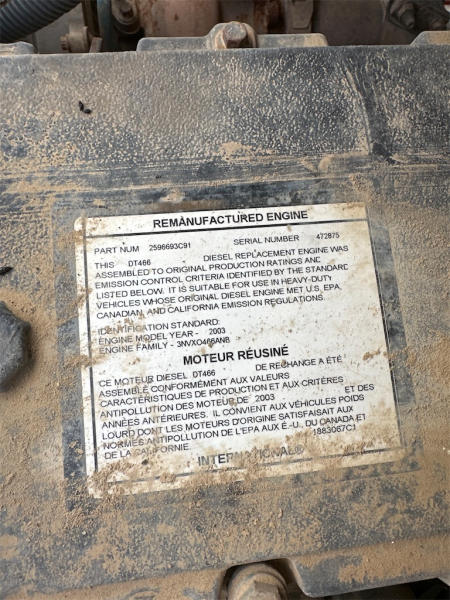 REMANUFACTURED ENGINE
PART NUM 2596693C91 SERIAL NUMBER 472875
THIS DT466 DIESEL REPLACEMENT ENGINE WAS
ASSEMBLED TO ORIGINAL PRODUCTION RATINGS AND
EMISSION CONTROL CRITERIA IDENTIFIED BY THE STANDARD
LISTED BELOW. IT IS SUITABLE FOR USE IN HEAVY-DUTY
VEHICLES WHOSE ORIGINAL DIESEL ENGINE MET U.S. EPA,
CANADIAN, AND CALIFORNIA EMISSION REGULATIONS.
IDENTIFICATION STANDARD:
ENGINE MODEL YEAR - 2003
ENGINE FAMILY - 3NVXO466ANB
MOTEUR RÉUSINÉ
CE MOTEUR DIESEL DT466 DE RECHANGE A ÉTÉ
ASSEMBLÉ CONFORMÉMENT AUX VALEURS
CARACTÉRISTIQUES DE PRODUCTION ET AUX CRITÈRES
ANTIPOLLUTION DES MOTEUR DE 2003 ET DES
ANNÉES ANTÉRIEURES. IL CONVIENT AUX VÉHICULES POIDS
LOURD DONT LES MOTEURS D'ORIGINE SATISFAISAIT AUX
NORMES ANTIPOLLUTION DE L'EPA AUX É.-U., DU CANADA ET
DE LA CALIFORNIE. 1883067C1
INTERNATIONAL®